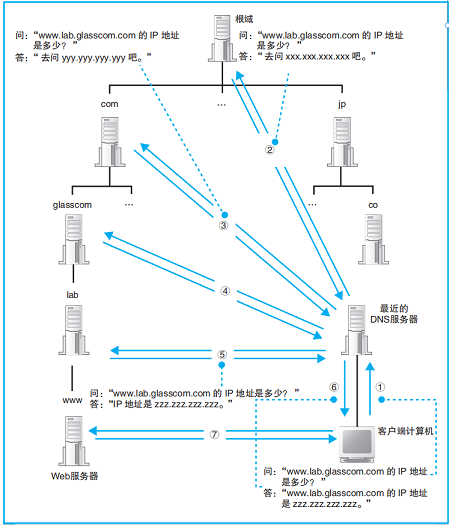 根域
问：“www.lab.glasscom.com 的 IP 地址
是多少？”
答：“ 去问 yyy.yyy.yyy.yyy 吧。”
问：“www.lab.glasscom.com 的 IP 地址
是多少？”
答：“去问 xxx.xxx.xxx.xxx 吧。”
com
…
jp
②
glasscom
…
③
…
co
④
lab
最近的
DNS服务器
⑤
www
问：“www.lab.glasscom.com 的 IP 地址是多少？ ”
答：“IP 地址是 zzz.zzz.zzz.zzz。”
⑥
①
⑦
客户端计算机
Web服务器
问：“www.lab.glasscom.com 的 IP 地址
是多少？”
答：“www.lab.glasscom.com 的 IP 地址
是 zzz.zzz.zzz.zzz。”